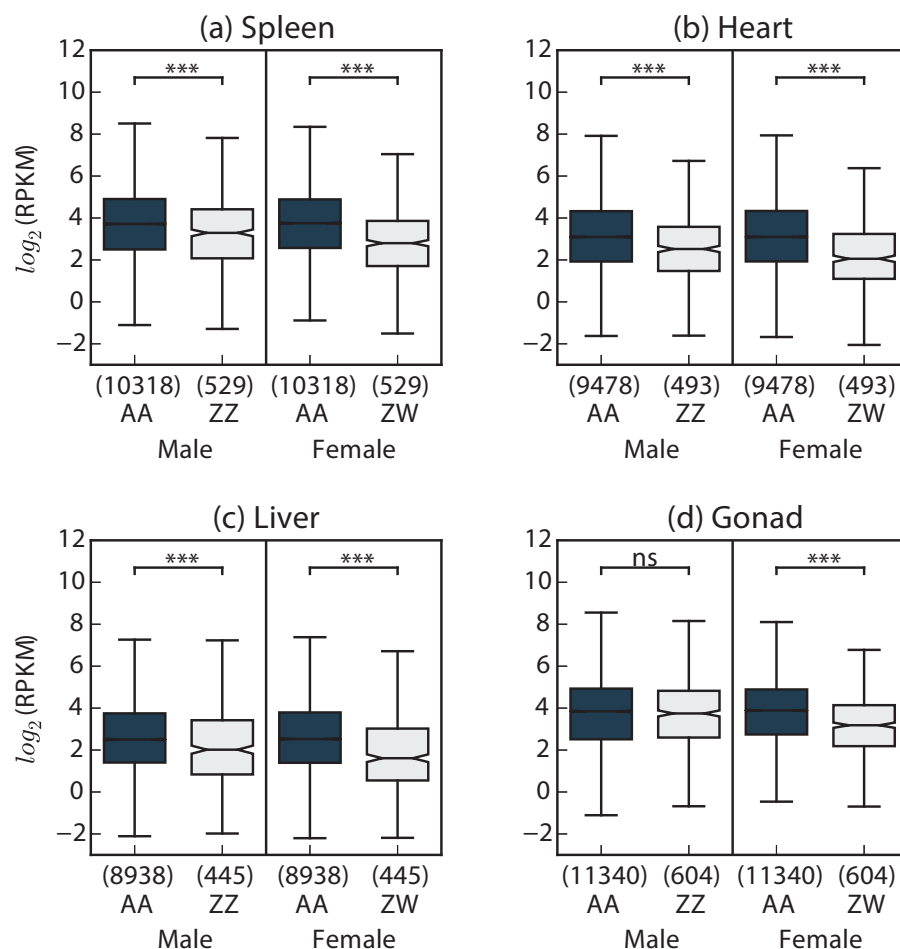 (a) Spleen
(b) Heart
12
10
8
6
4
2
0
−2
log2(RPKM)
*** ***
12
10
8
6
4
2
0
−2
*** ***
(10318) (529) (10318) (529)
AA ZZ AA ZW
Male Female
(9478) (493) (9478) (493)
AA ZZ AA ZW
Male Female
(c) Liver
(d) Gonad
12
10
8
6
4
2
0
−2
log2(RPKM)
*** ***
12
10
8
6
4
2
0
−2
ns ***
(8938) (445) (8938) (445)
AA ZZ AA ZW
Male Female
(11340) (604) (11340) (604)
AA ZZ AA ZW
Male Female